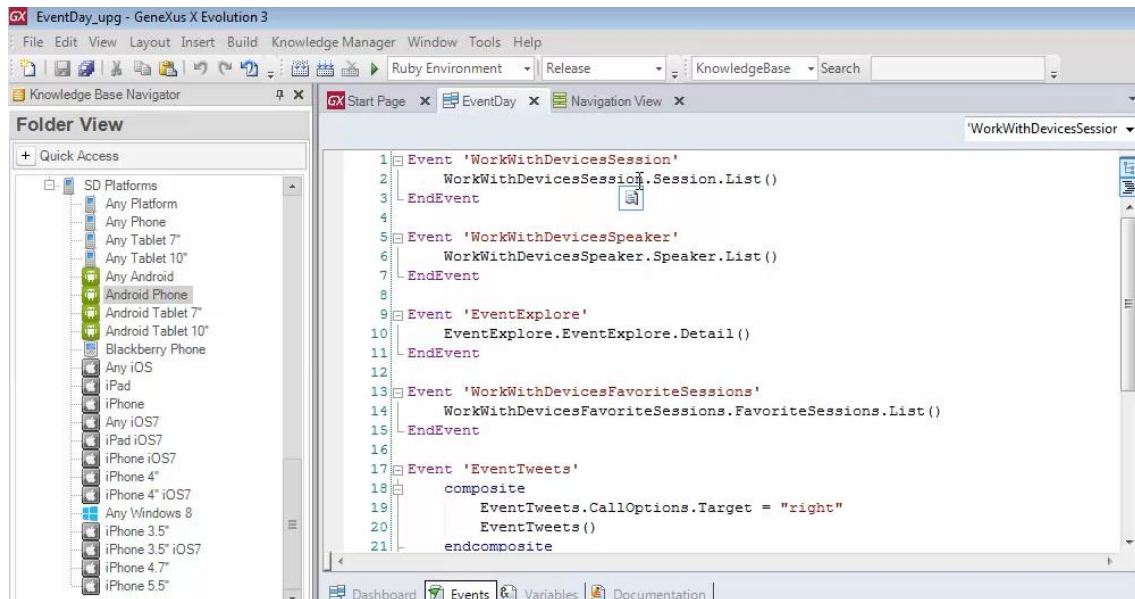 GX EventDay_upg - GeneXus X Evolution 3
File Edit View Layout Insert Build Knowledge Manager Window Tools Help
Ruby Environment Release KnowledgeBase Search
Knowledge Base Navigator
GX Start Page EventDay Navigation View
Folder View
'WorkWithDevicesSession
+ Quick Access
SD Platforms
Any Platform
Any Phone
Any Tablet 7"
Any Tablet 10"
Any Android
Android Phone
Android Tablet 7"
Android Tablet 10"
Blackberry Phone
Any iOS
iPad
iPhone
Any iOS7
iPad iOS7
iPhone iOS7
iPhone 4"
iPhone 4" iOS7
Any Windows 8
iPhone 3.5"
iPhone 3.5" iOS7
iPhone 4.7"
iPhone 5.5"
1 Event 'WorkWithDevicesSession'
2 WorkWithDevicesSession.Session.List()
3 EndEvent
4
5 Event 'WorkWithDevicesSpeaker'
6 WorkWithDevicesSpeaker.Speaker.List()
7 EndEvent
8
9 Event 'EventExplore'
10 EventExplore.EventExplore.Detail()
11 EndEvent
12
13 Event 'WorkWithDevicesFavoriteSessions'
14 WorkWithDevicesFavoriteSessions.FavoriteSessions.List()
15 EndEvent
16
17 Event 'EventTweets'
18 composite
19 EventTweets.CallOptions.Target = "right"
20 EventTweets()
21 endcomposite
Dashboard Events Variables Documentation